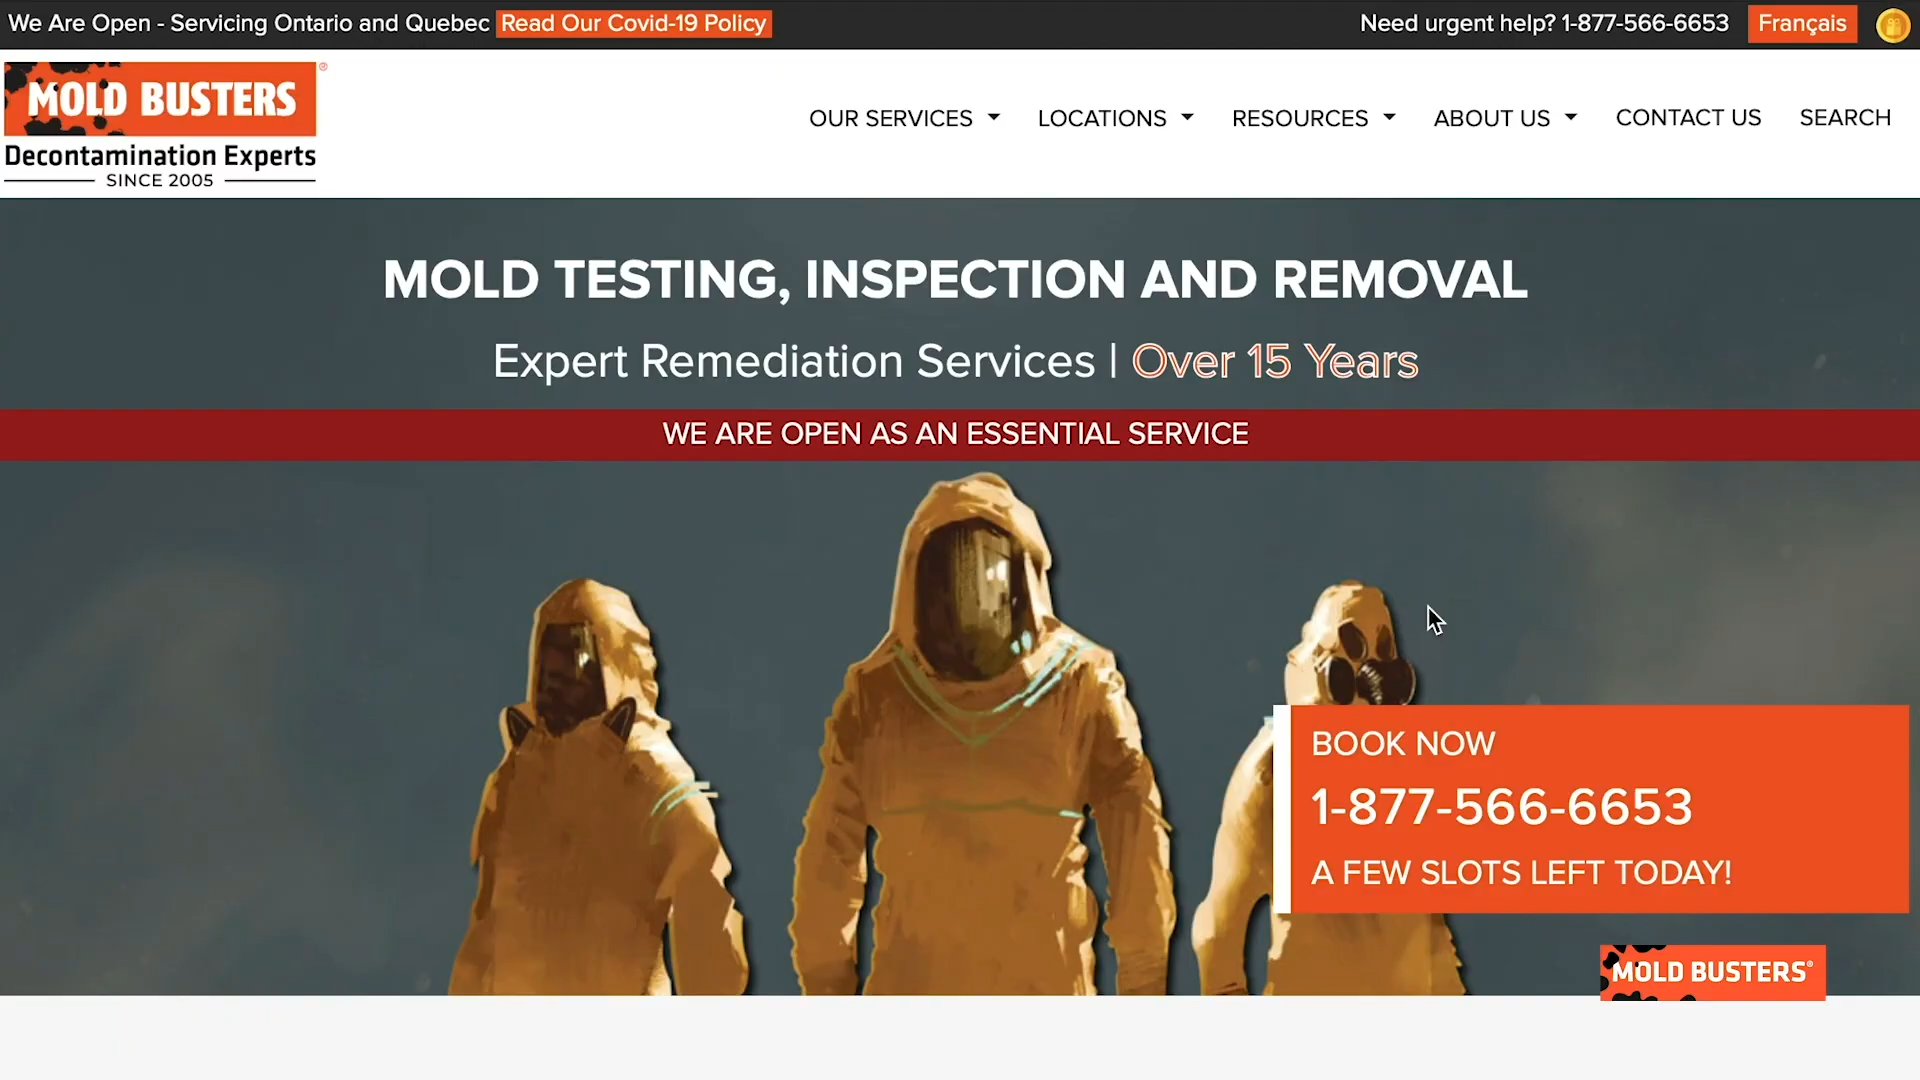 We Are Open - Servicing Ontario and Quebec Read Our Covid-19 Policy
Need urgent help? 1-877-566-6653 Français
MOLD BUSTERS®
Decontamination Experts
SINCE 2005
OUR SERVICES LOCATIONS RESOURCES ABOUT US CONTACT US SEARCH
MOLD TESTING, INSPECTION AND REMOVAL
Expert Remediation Services | Over 15 Years
WE ARE OPEN AS AN ESSENTIAL SERVICE
BOOK NOW
1-877-566-6653
A FEW SLOTS LEFT TODAY!
MOLD BUSTERS®